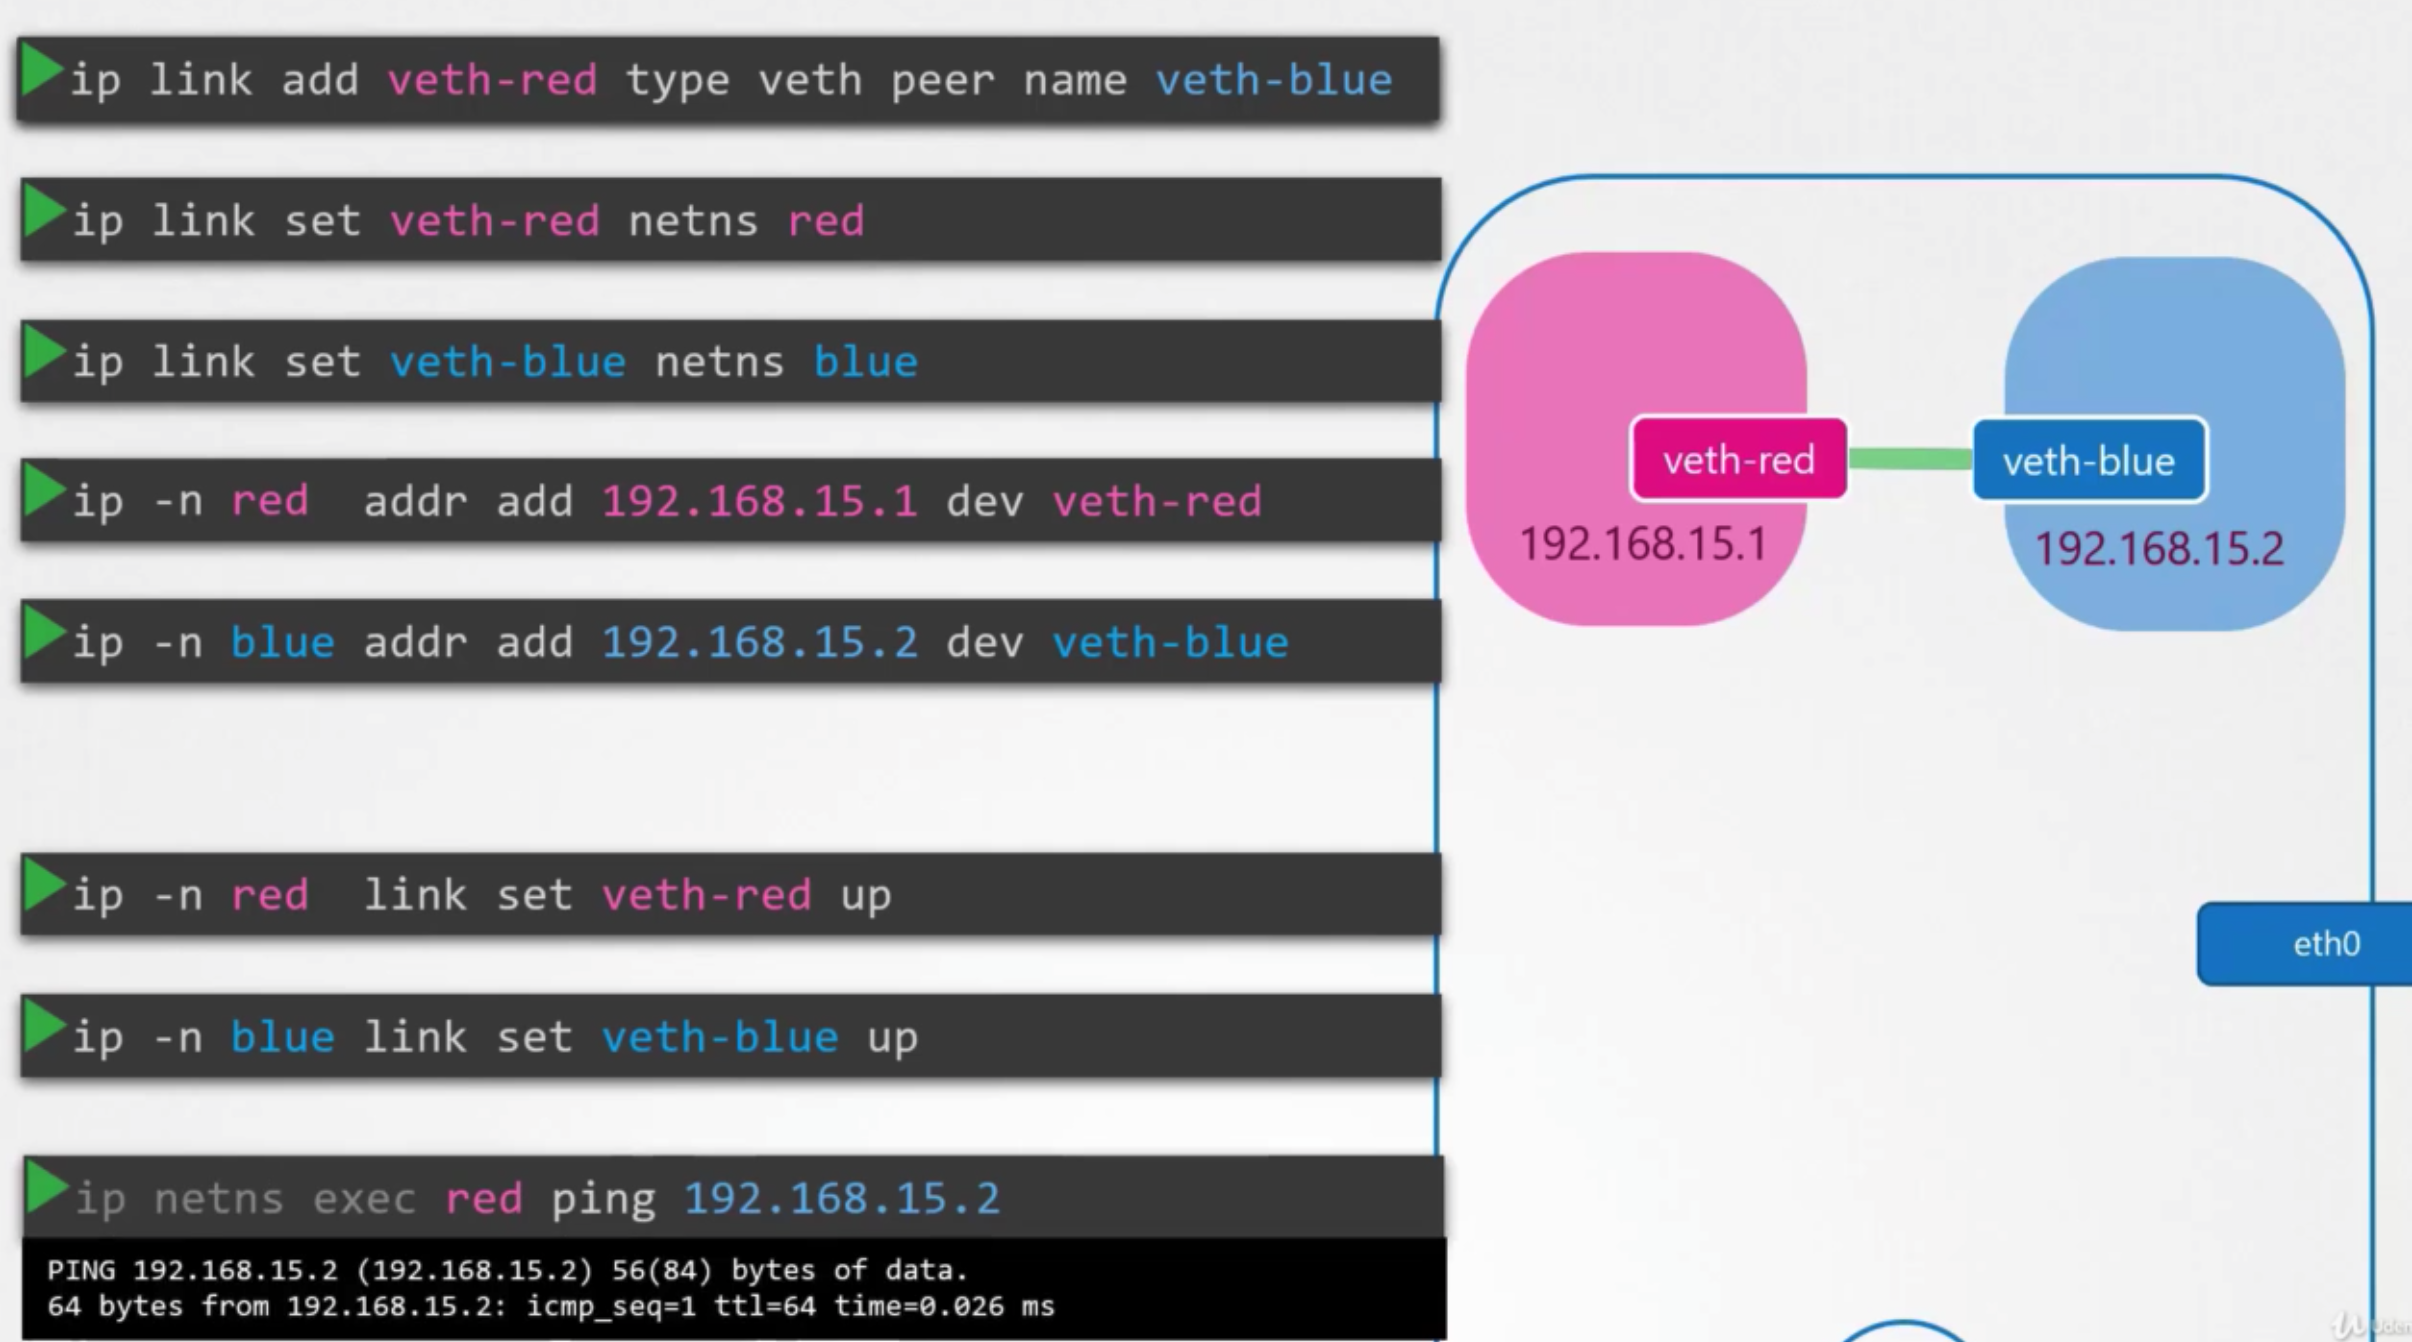 ip link add veth-red type veth peer name veth-blue
ip link set veth-red netns red
ip link set veth-blue netns blue
ip -n red addr add 192.168.15.1 dev veth-red
ip -n blue addr add 192.168.15.2 dev veth-blue
ip -n red link set veth-red up
ip -n blue link set veth-blue up
ip netns exec red ping 192.168.15.2
PING 192.168.15.2 (192.168.15.2) 56(84) bytes of data.
64 bytes from 192.168.15.2: icmp_seq=1 ttl=64 time=0.026 ms
veth-red
veth-blue
192.168.15.1
192.168.15.2
eth0